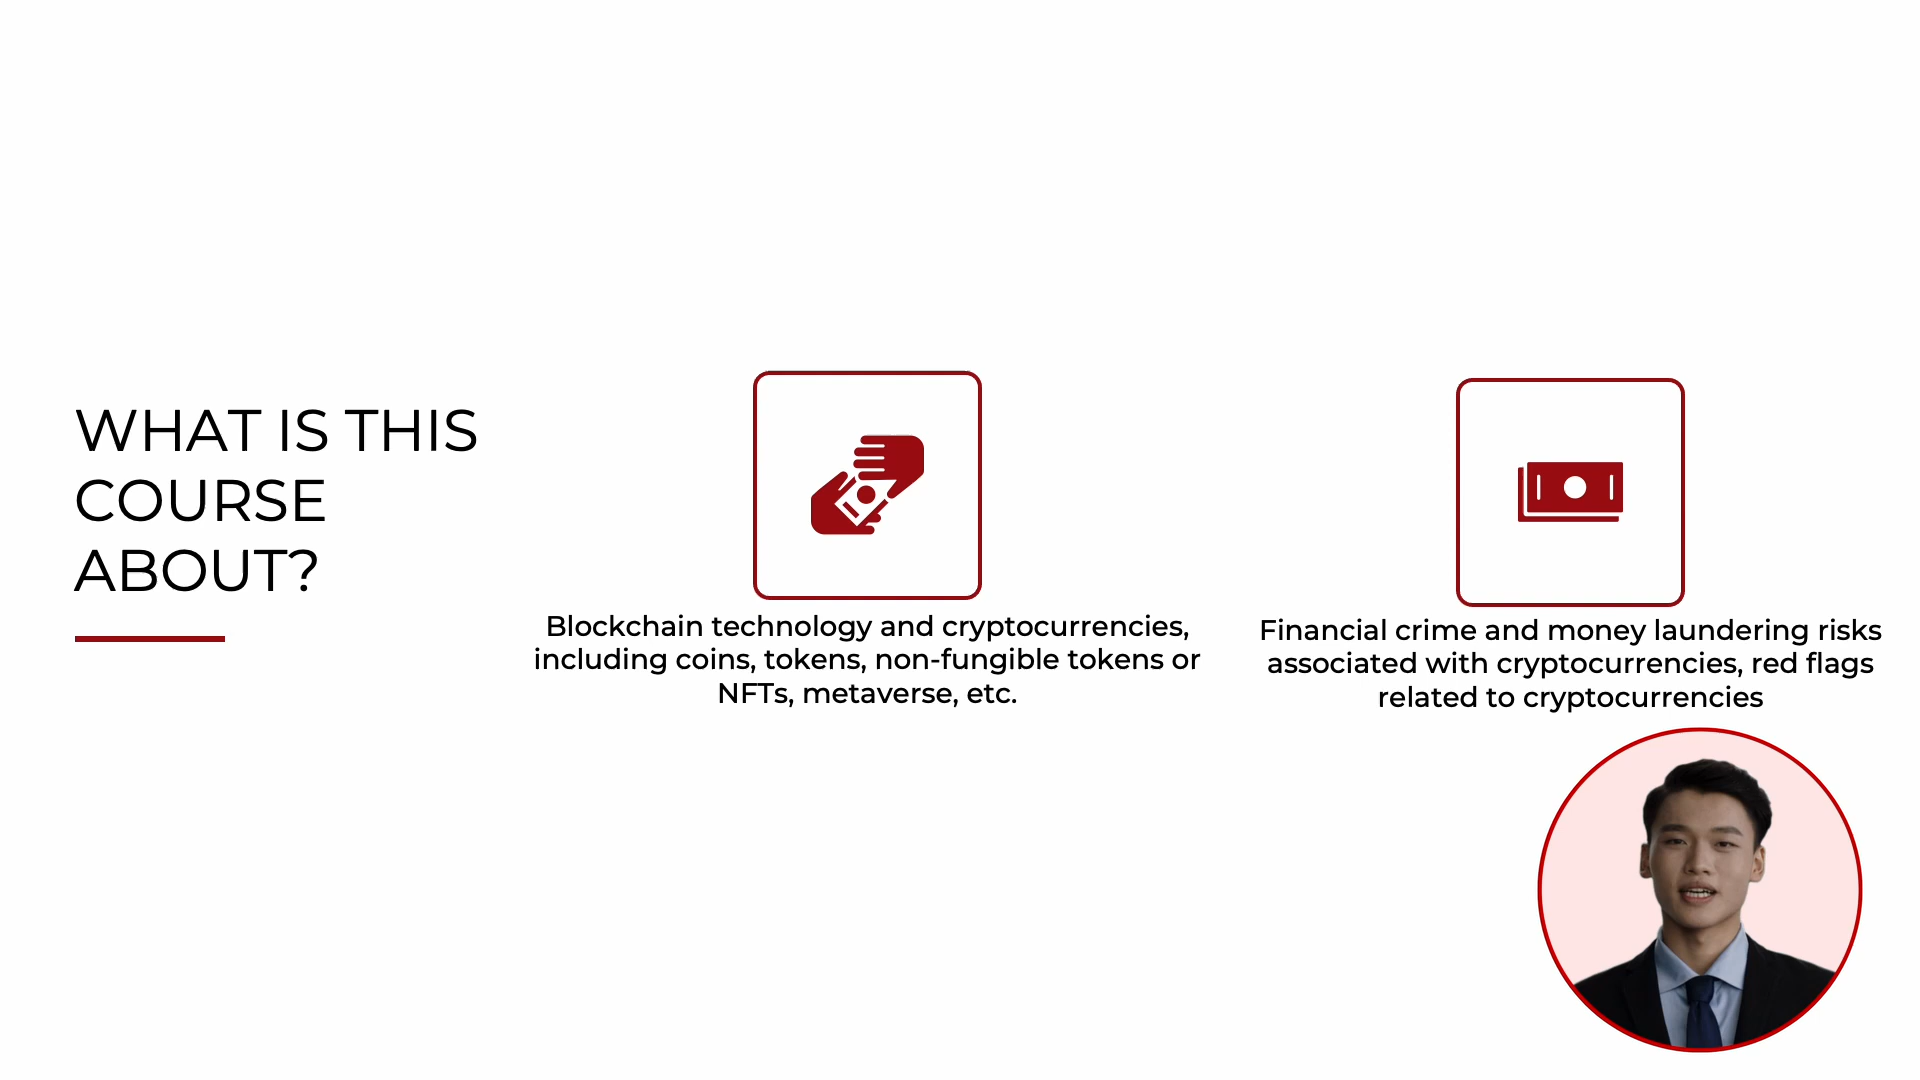 WHAT IS THIS
COURSE
ABOUT?
Blockchain technology and cryptocurrencies,
including coins, tokens, non-fungible tokens or
NFTs, metaverse, etc.
Financial crime and money laundering risks
associated with cryptocurrencies, red flags
related to cryptocurrencies